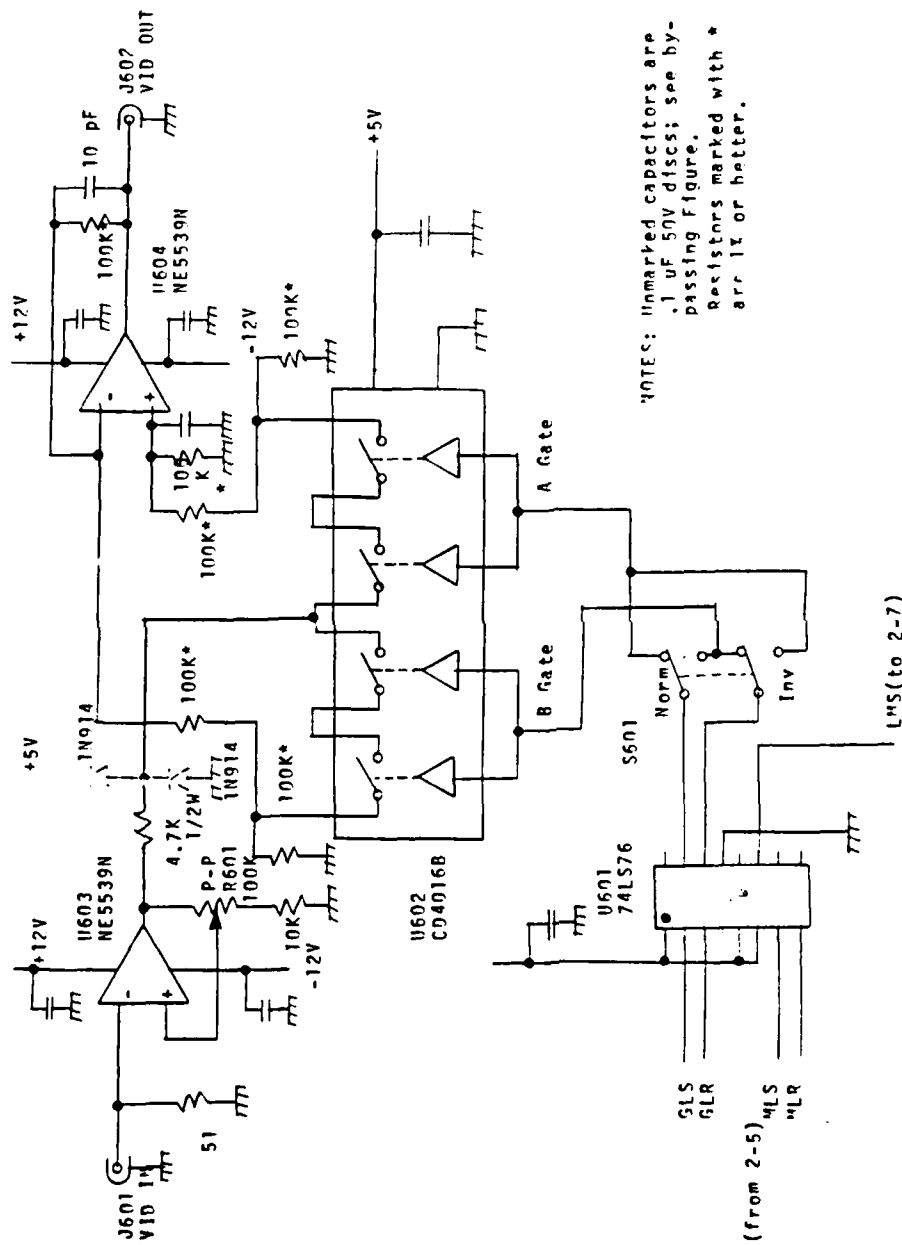 J601
VID IN
51
+12V
U603
NE5539N
P-P
R601
100K
10K
-12V
4.7K
1/2W
+5V
1N914
1N914
100K*
100K*
+12V
U604
NE5539N
100K*
10 pF
J602
VID OUT
100K*
-12V
100K*
U602
CD4016B
+5V
B Gate
A Gate
S601
Norm
Inv
U601
74LS76
GLS
GLR
(from 2-5)
MLS
MLR
LMS(to 2-7)
NOTES: Unmarked capacitors are
.1 uF 50V discs; see by-
passing Figure.
Resistors marked with *
are 1% or better.